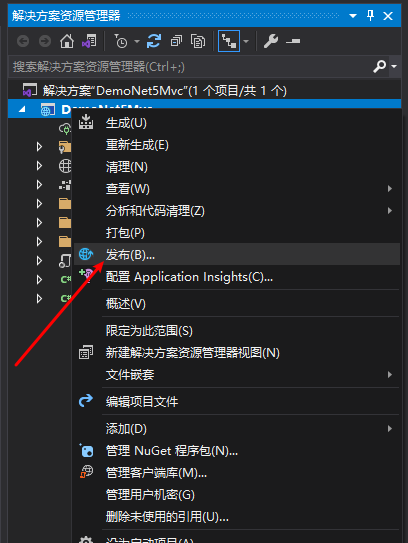 解决方案资源管理器
搜索解决方案资源管理器(Ctrl+;)
解决方案"DemoNet5Mvc"(1 个项目/共 1 个)
DemoNet5Mvc
生成(U)
重新生成(E)
清理(N)
查看(W)
分析和代码清理(Z)
打包(P)
发布(B)...
配置 Application Insights(C)...
概述(V)
限定为此范围(S)
新建解决方案资源管理器视图(N)
文件嵌套
编辑项目文件
添加(D)
管理 NuGet 程序包(N)...
管理客户端库(M)...
管理用户机密(G)
删除未使用的引用(U)...
设为启动项目(A)